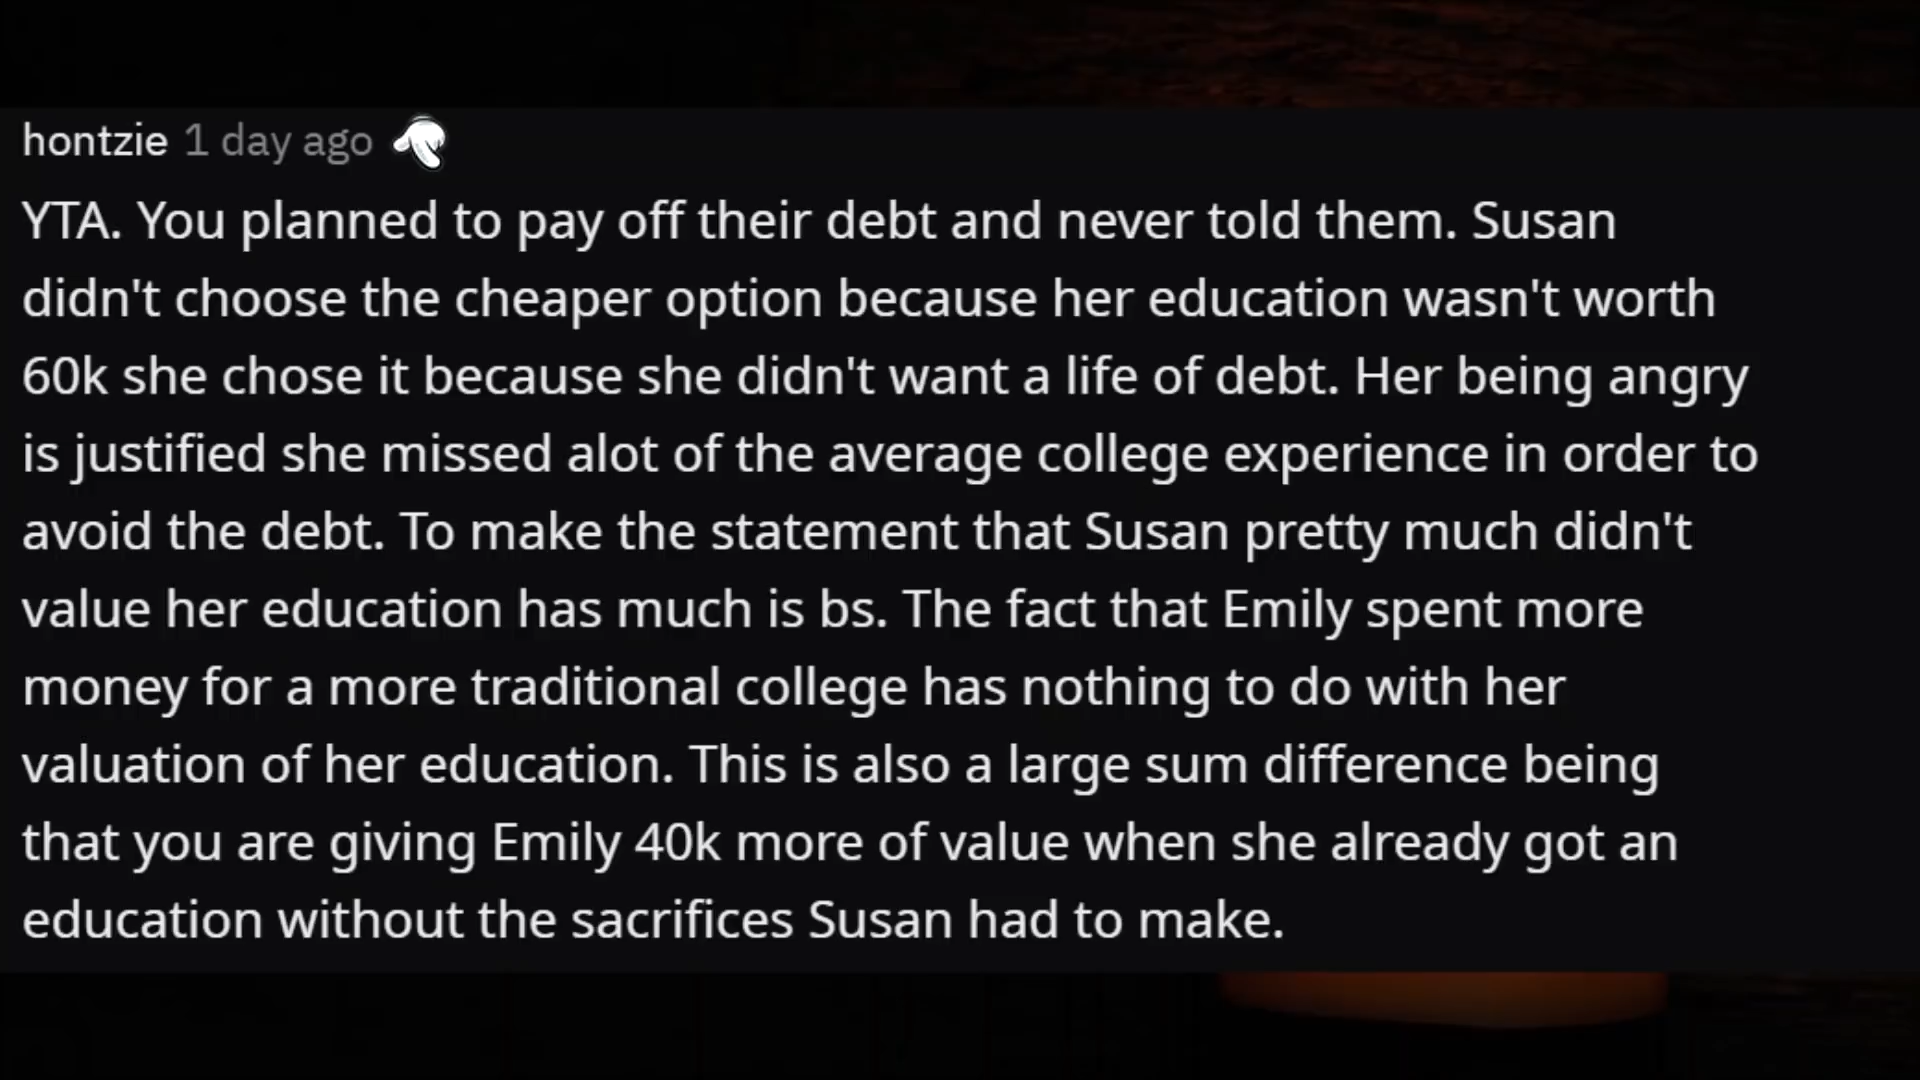 hontzie 1 day ago
YTA. You planned to pay off their debt and never told them. Susan
didn't choose the cheaper option because her education wasn't worth
60k she chose it because she didn't want a life of debt. Her being angry
is justified she missed alot of the average college experience in order to
avoid the debt. To make the statement that Susan pretty much didn't
value her education has much is bs. The fact that Emily spent more
money for a more traditional college has nothing to do with her
valuation of her education. This is also a large sum difference being
that you are giving Emily 40k more of value when she already got an
education without the sacrifices Susan had to make.